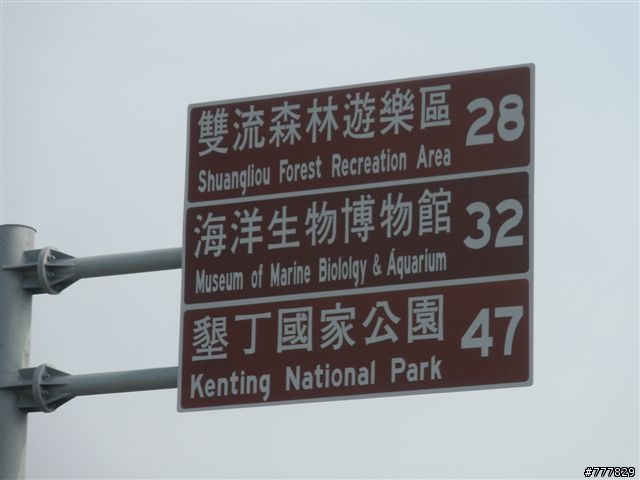 雙流森林遊樂區 28
Shuangliou Forest Recreation Area
海洋生物博物館 32
Museum of Marine Biololgy & Aquarium
墾丁國家公園 47
Kenting National Park
#777829